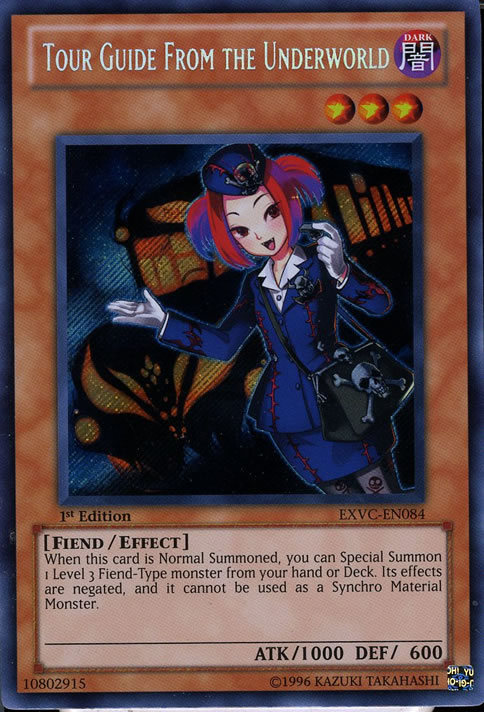 TOUR GUIDE FROM THE UNDERWORLD
DARK
闇
1st Edition
EXVC-EN084
[FIEND / EFFECT]
When this card is Normal Summoned, you can Special Summon
1 Level 3 Fiend-Type monster from your hand or Deck. Its effects
are negated, and it cannot be used as a Synchro Material
Monster.
ATK/1000 DEF/ 600
10802915
©1996 KAZUKI TAKAHASHI